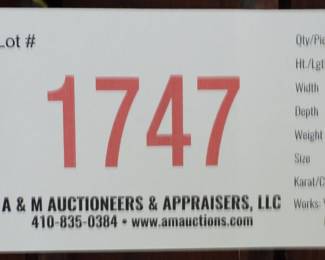 Lot #
1747
A & M AUCTIONEERS & APPRAISERS, LLC
410-835-0384 • www.amauctions.com
Qty/Pie
Ht./Lgt
Width
Depth
Weight
Size
Karat/C
Works: